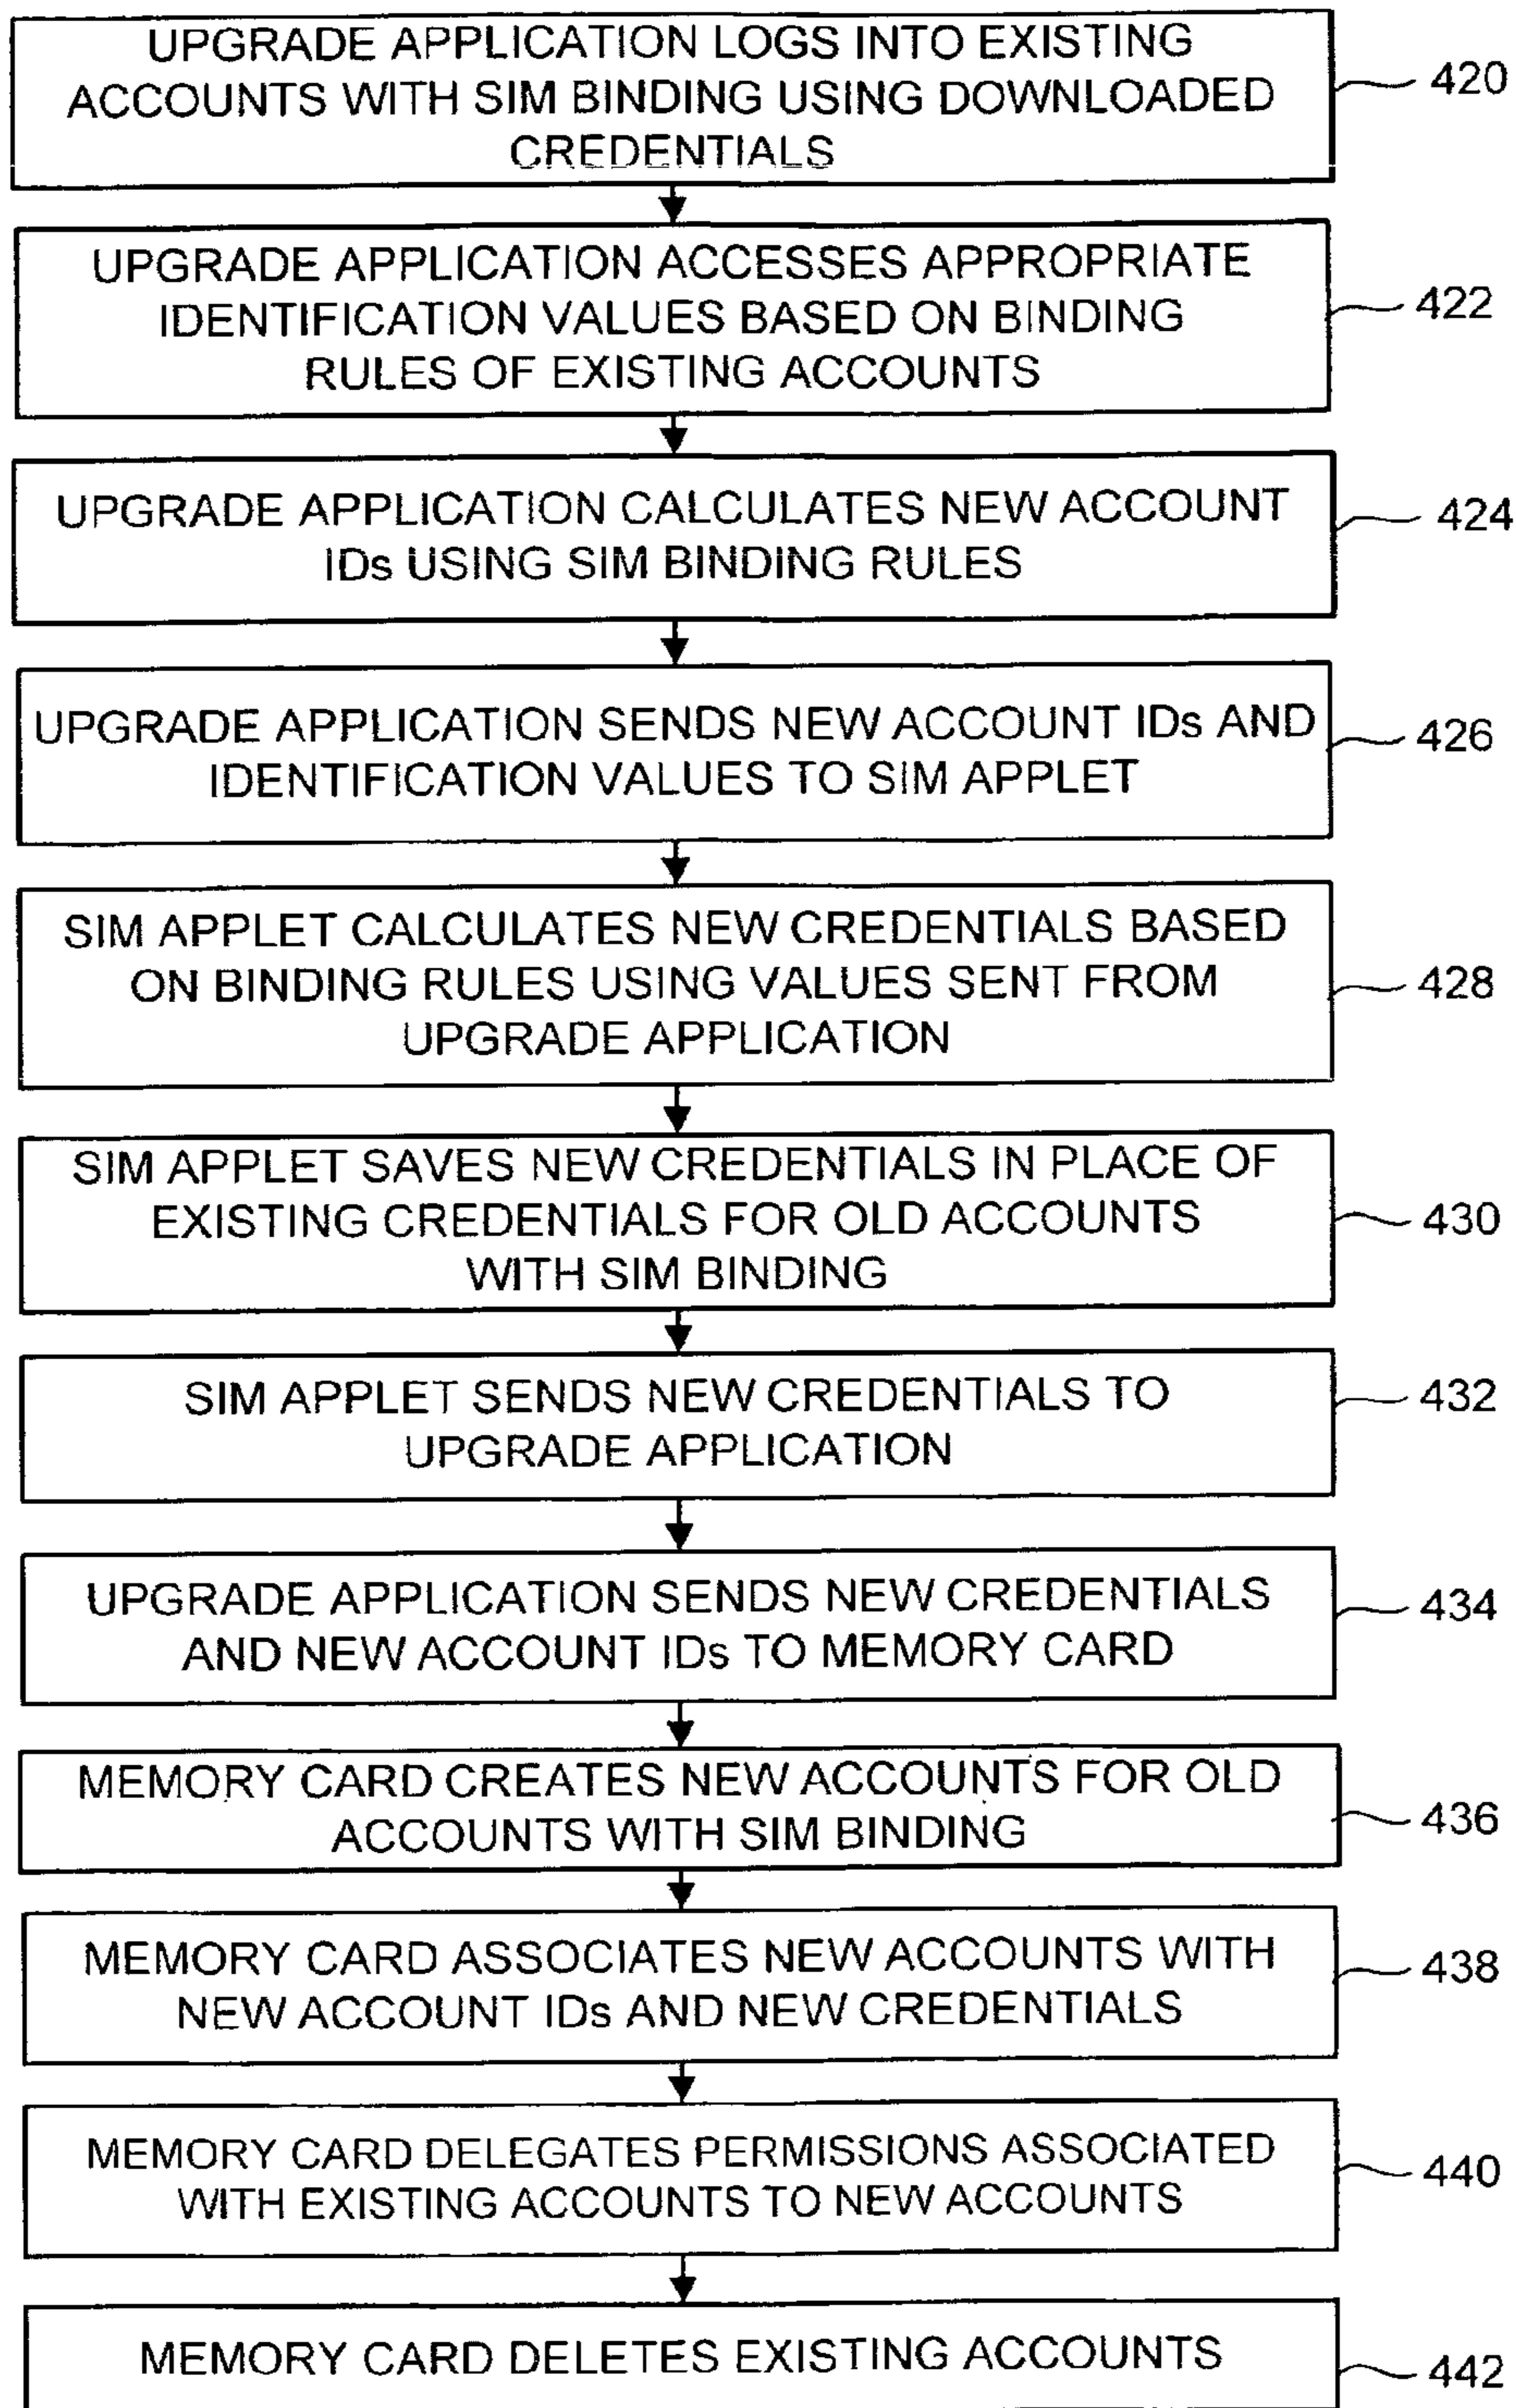 UPGRADE APPLICATION LOGS INTO EXISTING
ACCOUNTS WITH SIM BINDING USING DOWNLOADED
CREDENTIALS
420
UPGRADE APPLICATION ACCESSES APPROPRIATE
IDENTIFICATION VALUES BASED ON BINDING
RULES OF EXISTING ACCOUNTS
422
UPGRADE APPLICATION CALCULATES NEW ACCOUNT
IDs USING SIM BINDING RULES
424
UPGRADE APPLICATION SENDS NEW ACCOUNT IDs AND
IDENTIFICATION VALUES TO SIM APPLET
426
SIM APPLET CALCULATES NEW CREDENTIALS BASED
ON BINDING RULES USING VALUES SENT FROM
UPGRADE APPLICATION
428
SIM APPLET SAVES NEW CREDENTIALS IN PLACE OF
EXISTING CREDENTIALS FOR OLD ACCOUNTS
WITH SIM BINDING
430
SIM APPLET SENDS NEW CREDENTIALS TO
UPGRADE APPLICATION
432
UPGRADE APPLICATION SENDS NEW CREDENTIALS
AND NEW ACCOUNT IDs TO MEMORY CARD
434
MEMORY CARD CREATES NEW ACCOUNTS FOR OLD
ACCOUNTS WITH SIM BINDING
436
MEMORY CARD ASSOCIATES NEW ACCOUNTS WITH
NEW ACCOUNT IDs AND NEW CREDENTIALS
438
MEMORY CARD DELEGATES PERMISSIONS ASSOCIATED
WITH EXISTING ACCOUNTS TO NEW ACCOUNTS
440
MEMORY CARD DELETES EXISTING ACCOUNTS
442